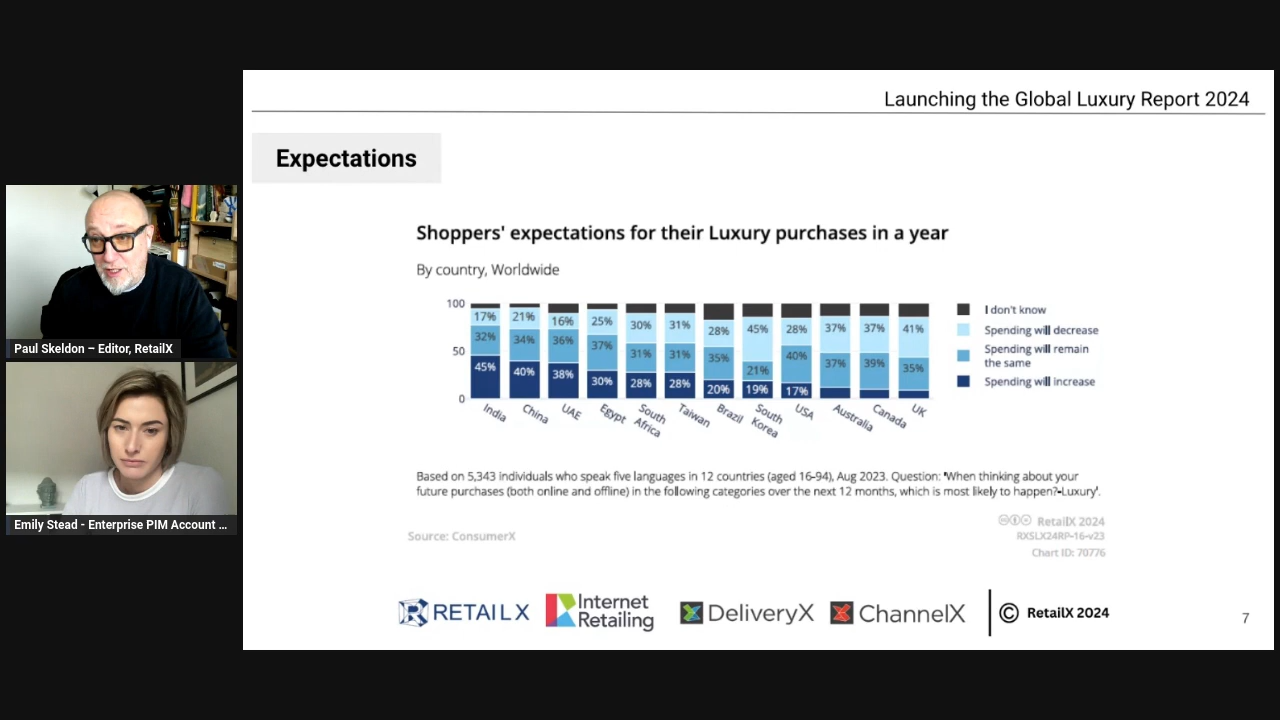 Launching the Global Luxury Report 2024
Expectations
Shoppers' expectations for their Luxury purchases in a year
By country, Worldwide
100
50
0
17% 21% 16% 25% 30% 31% 28% 45% 28% 37% 37% 41%
32% 34% 36% 37% 31% 31% 35% 21% 40% 37% 39% 35%
45% 40% 38% 30% 28% 28% 20% 19% 17%
India
China
UAE
Egypt
South
Africa
Taiwan
Brazil
South
Korea
USA
Australia
Canada
UK
I don't know
Spending will decrease
Spending will remain
the same
Spending will increase
Based on 5,343 individuals who speak five languages in 12 countries (aged 16-94), Aug 2023. Question: 'When thinking about your
future purchases (both online and offline) in the following categories over the next 12 months, which is most likely to happen?-Luxury'.
Source: ConsumerX
RetailX 2024
RXSLX24RP-16-v23
Chart ID: 70776
RETAIL X
Internet
Retailing
DeliveryX
ChannelX
© RetailX 2024
7
Paul Skeldon – Editor, RetailX
Emily Stead - Enterprise PIM Account ...